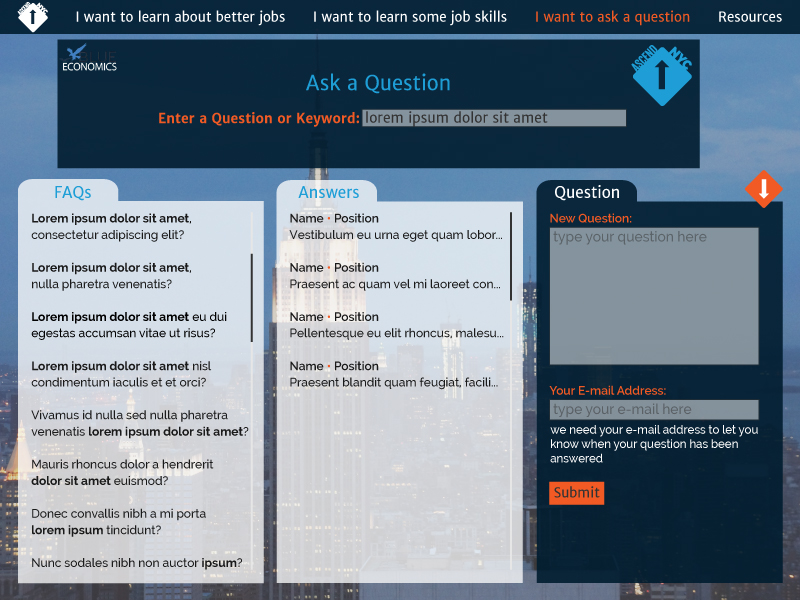 I want to learn about better jobs
I want to learn some job skills
I want to ask a question
Resources
ECONOMICS
ASCEND NYC
Ask a Question
Enter a Question or Keyword: lorem ipsum dolor sit amet
FAQs
Lorem ipsum dolor sit amet,
consectetur adipiscing elit?
Lorem ipsum dolor sit amet,
nulla pharetra venenatis?
Lorem ipsum dolor sit amet eu dui
egestas accumsan vitae ut risus?
Lorem ipsum dolor sit amet nisl
condimentum iaculis et et orci?
Vivamus id nulla sed nulla pharetra
venenatis lorem ipsum dolor sit amet?
Mauris rhoncus dolor a hendrerit
dolor sit amet euismod?
Donec convallis nibh a mi porta
lorem ipsum tincidunt?
Nunc sodales nibh non auctor ipsum?
Answers
Name • Position
Vestibulum eu urna eget quam lobor...
Name • Position
Praesent ac quam vel mi laoreet con...
Name • Position
Pellentesque eu elit rhoncus, malesu...
Name • Position
Praesent blandit quam feugiat, facili...
Question
New Question:
type your question here
Your E-mail Address:
type your e-mail here
we need your e-mail address to let you
know when your question has been
answered
Submit